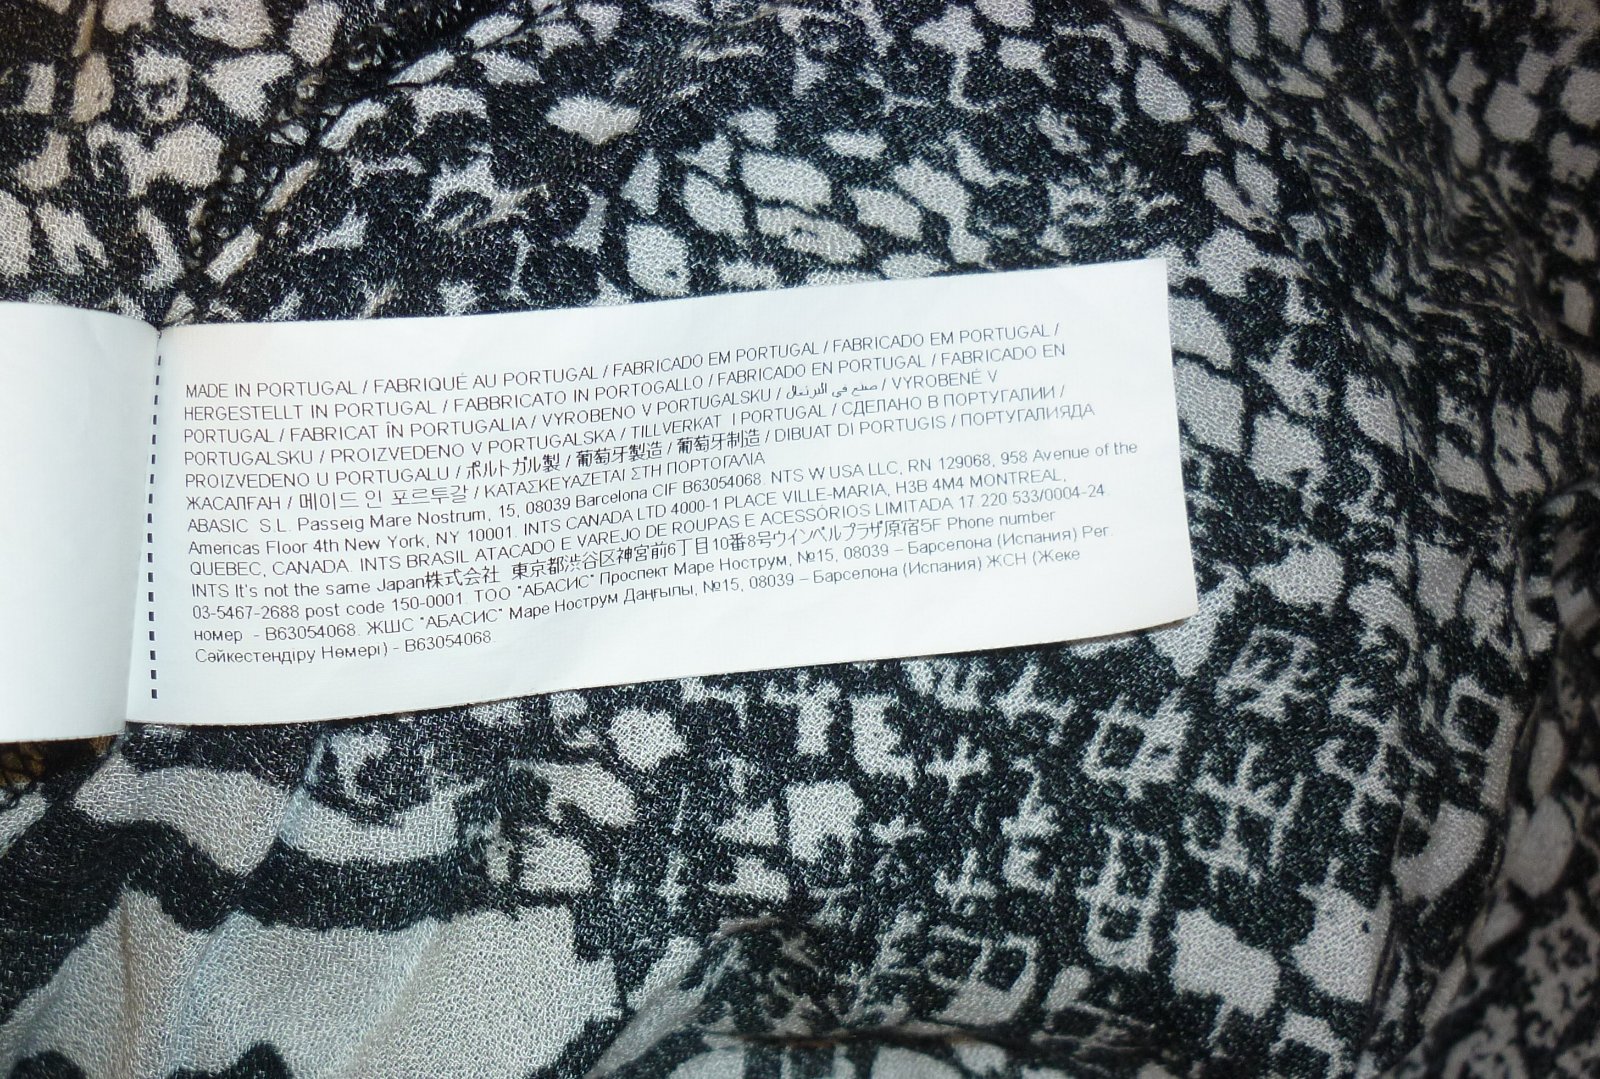 MADE IN PORTUGAL / FABRIQUÉ AU PORTUGAL / FABRICADO EM PORTUGAL / FABRICADO EM PORTUGAL /
HERGESTELLT IN PORTUGAL / FABBRICATO IN PORTOGALLO / FABRICADO EN PORTUGAL / FABRICADO EN
PORTUGAL / FABRICAT ÎN PORTUGALIA / VYROBENO V PORTUGALSKU / صنع في البرتغال / VYROBENÉ V
PORTUGALSKU / PROIZVEDENO V PORTUGALSKA / TILLVERKAT I PORTUGAL / СДЕЛАНО В ПОРТУГАЛИИ /
PROIZVEDENO U PORTUGALU / ポルトガル製 / 葡萄牙製造 / 葡萄牙制造 / DIBUAT DI PORTUGIS / ПОРТУГАЛИЯДА
ЖАСАЛҒАН / 메이드 인 포르투갈 / ΚΑΤΑΣΚΕΥΑΖΕΤΑΙ ΣΤΗ ΠΟΡΤΟΓΑΛΙΑ
ABASIC S.L. Passeig Mare Nostrum, 15, 08039 Barcelona CIF B63054068. NTS W USA LLC, RN 129068, 958 Avenue of the
Americas Floor 4th New York, NY 10001. INTS CANADA LTD 4000-1 PLACE VILLE-MARIA, H3B 4M4 MONTREAL,
QUEBEC, CANADA. INTS BRASIL ATACADO E VAREJO DE ROUPAS E ACESSÓRIOS LIMITADA 17.220.533/0004-24.
INTS It's not the same Japan株式会社 東京都渋谷区神宮前6丁目10番8号ウインベルプラザ原宿5F Phone number
03-5467-2688 post code 150-0001. ТОО "АБАСИС" Проспект Маре Нострум, №15, 08039 – Барселона (Испания) Рег.
номер - B63054068. ЖШС "АБАСИС" Маре Нострум Даңғылы, №15, 08039 – Барселона (Испания) ЖСН (Жеке
Сәйкестендіру Нөмері) - B63054068.